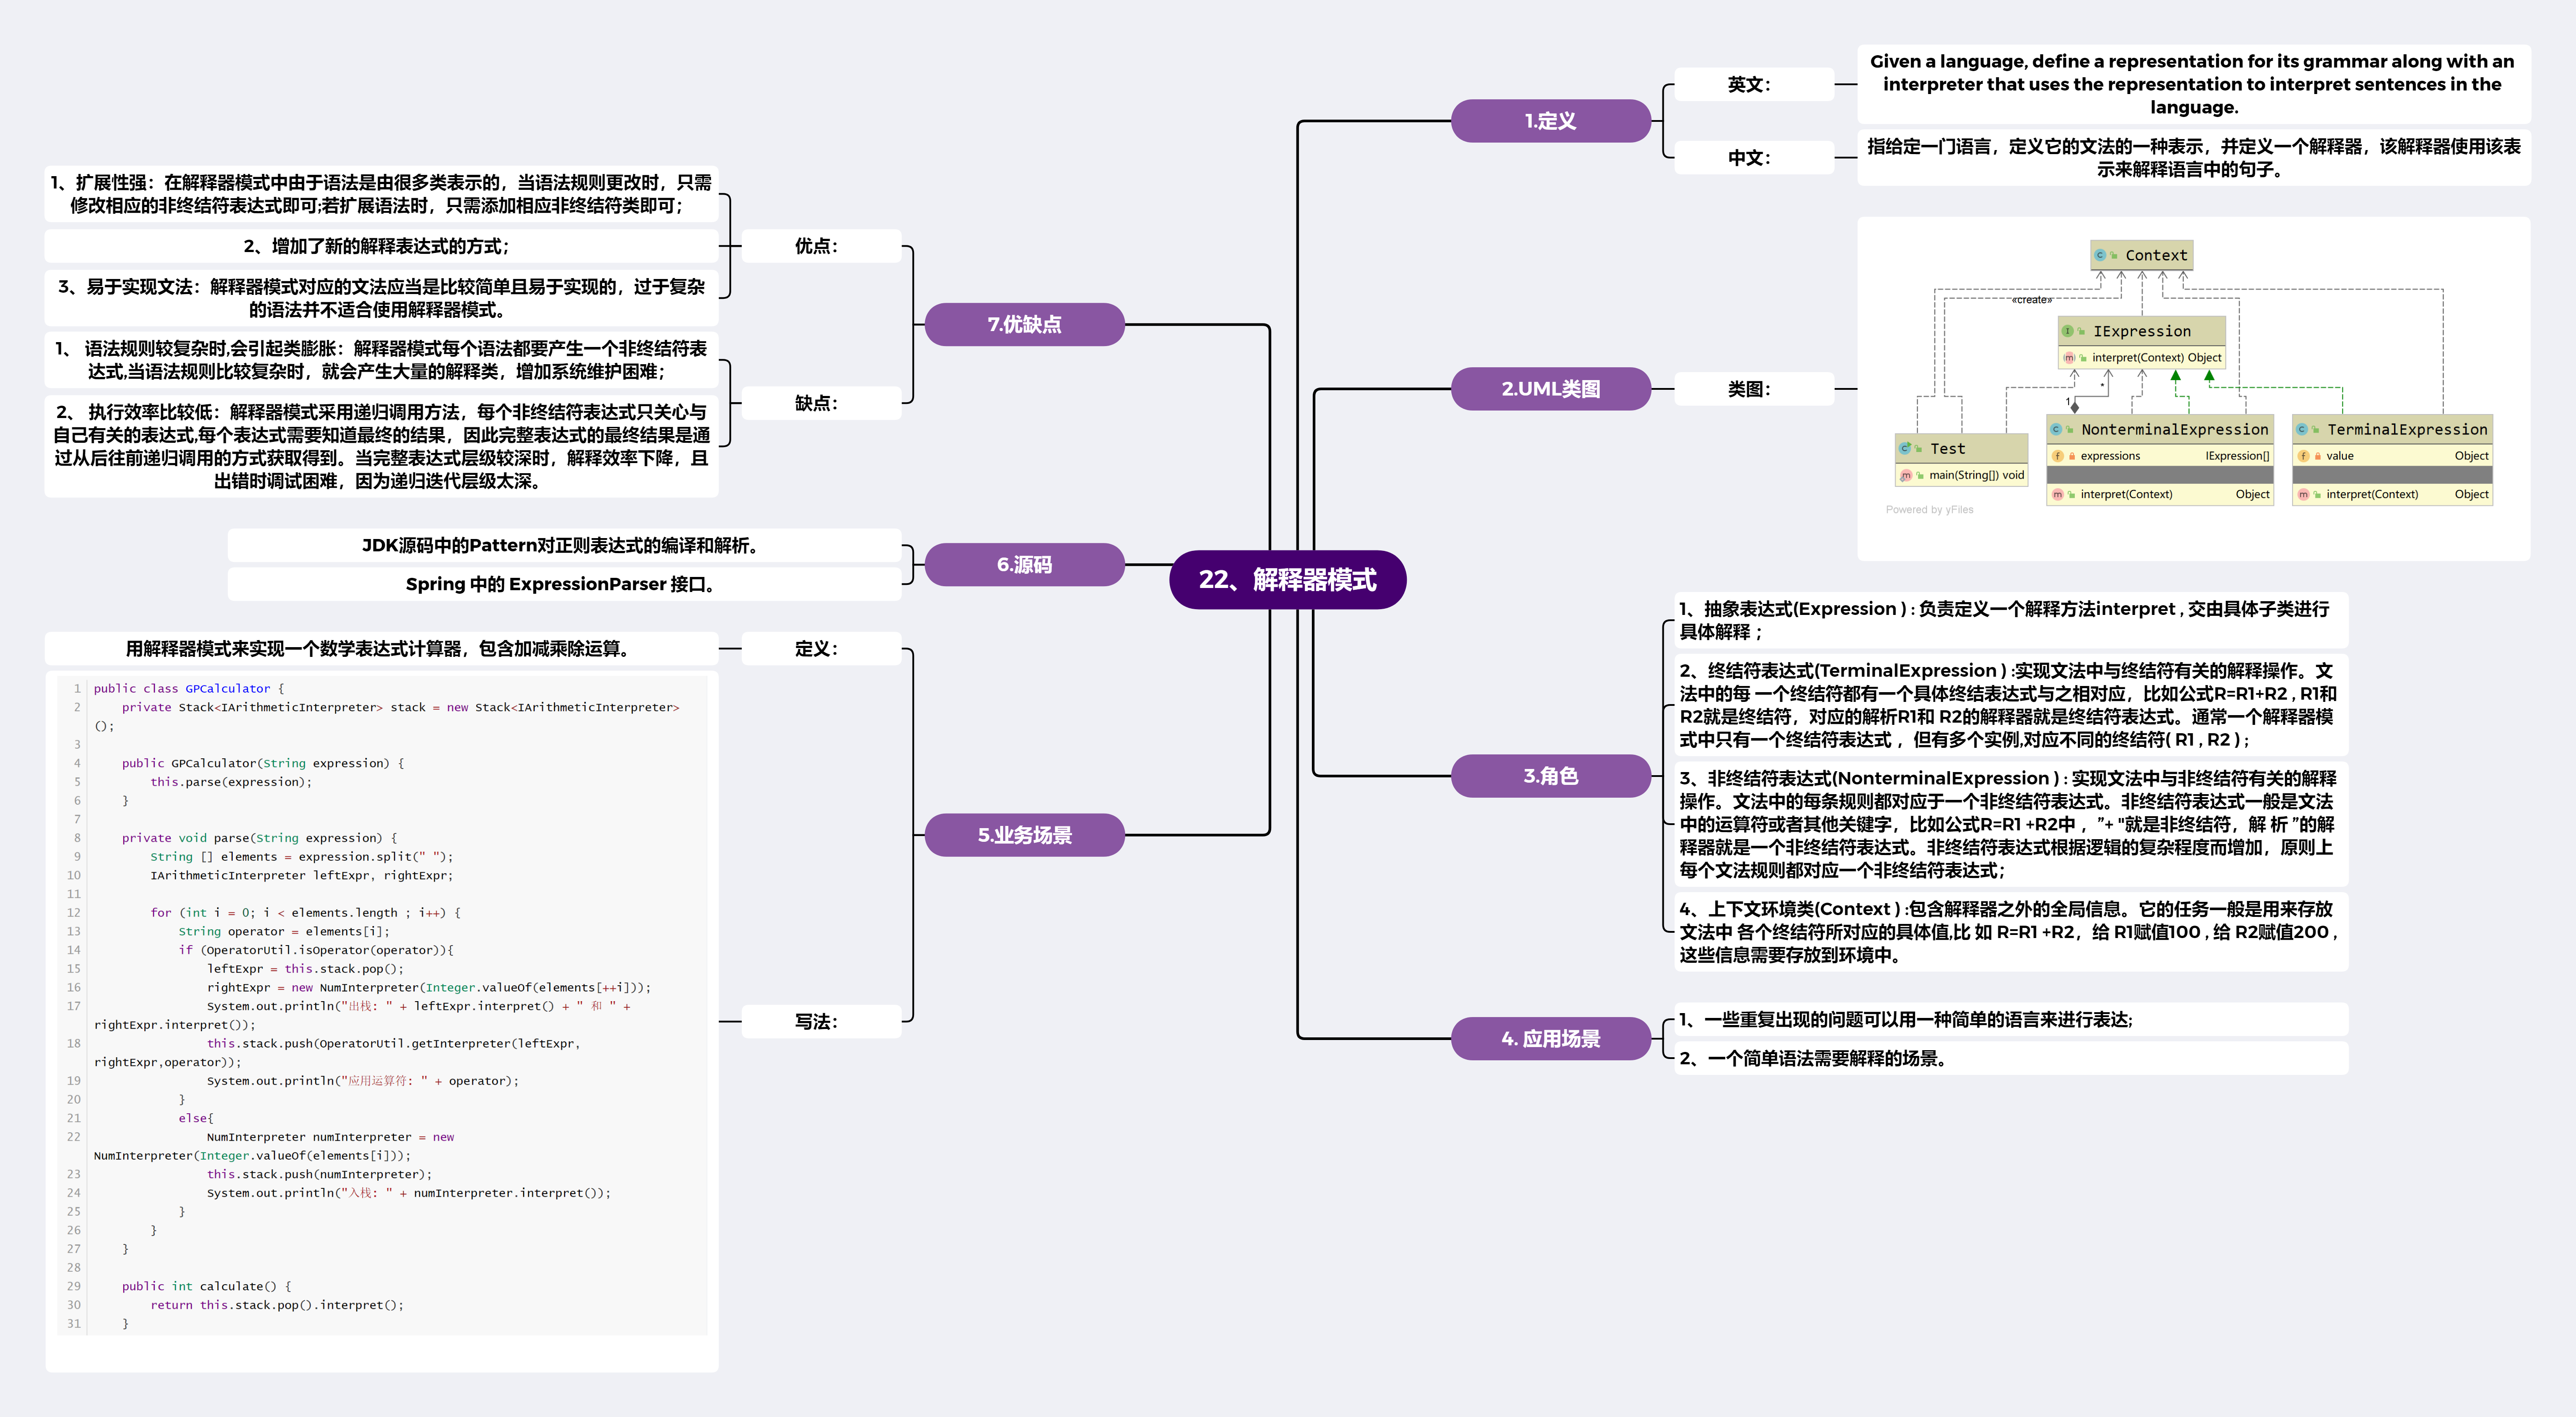 22、解释器模式
1.定义
英文：
Given a language, define a representation for its grammar along with an
interpreter that uses the representation to interpret sentences in the
language.
中文：
指给定一门语言，定义它的文法的一种表示，并定义一个解释器，该解释器使用该表
示来解释语言中的句子。
2.UML类图
类图：
Context
«create»
IExpression
interpret(Context) Object
*
1
Test
main(String[]) void
NonterminalExpression
expressions IExpression[]
interpret(Context) Object
TerminalExpression
value Object
interpret(Context) Object
Powered by yFiles
3.角色
1、抽象表达式(Expression ) : 负责定义一个解释方法interpret , 交由具体子类进行
具体解释 ；
2、终结符表达式(TerminalExpression ) :实现文法中与终结符有关的解释操作。文
法中的每 一个终结符都有一个具体终结表达式与之相对应，比如公式R=R1+R2 , R1和
R2就是终结符，对应的解析R1和 R2的解释器就是终结符表达式。通常一个解释器模
式中只有一个终结符表达式 ，但有多个实例,对应不同的终结符( R1 , R2 ) ;
3、非终结符表达式(NonterminalExpression ) : 实现文法中与非终结符有关的解释
操作。文法中的每条规则都对应于一个非终结符表达式。非终结符表达式一般是文法
中的运算符或者其他关键字，比如公式R=R1 +R2中 ，”+ "就是非终结符，解 析 ”的解
释器就是一个非终结符表达式。非终结符表达式根据逻辑的复杂程度而增加，原则上
每个文法规则都对应一个非终结符表达式；
4、上下文环境类(Context ) :包含解释器之外的全局信息。它的任务一般是用来存放
文法中 各个终结符所对应的具体值,比 如 R=R1 +R2，给 R1赋值100 , 给 R2赋值200 ,
这些信息需要存放到环境中。
4. 应用场景
1、一些重复出现的问题可以用一种简单的语言来进行表达;
2、一个简单语法需要解释的场景。
5.业务场景
定义：
用解释器模式来实现一个数学表达式计算器，包含加减乘除运算。
写法：
1 public class GPCalculator {
2     private Stack<IArithmeticInterpreter> stack = new Stack<IArithmeticInterpreter>
();
3
4     public GPCalculator(String expression) {
5         this.parse(expression);
6     }
7
8     private void parse(String expression) {
9         String [] elements = expression.split(" ");
10         IArithmeticInterpreter leftExpr, rightExpr;
11
12         for (int i = 0; i < elements.length ; i++) {
13             String operator = elements[i];
14             if (OperatorUtil.isOperator(operator)){
15                 leftExpr = this.stack.pop();
16                 rightExpr = new NumInterpreter(Integer.valueOf(elements[++i]));
17                 System.out.println("出栈: " + leftExpr.interpret() + " 和 " +
rightExpr.interpret());
18                 this.stack.push(OperatorUtil.getInterpreter(leftExpr,
rightExpr,operator));
19                 System.out.println("应用运算符: " + operator);
20             }
21             else{
22                 NumInterpreter numInterpreter = new
NumInterpreter(Integer.valueOf(elements[i]));
23                 this.stack.push(numInterpreter);
24                 System.out.println("入栈: " + numInterpreter.interpret());
25             }
26         }
27     }
28
29     public int calculate() {
30         return this.stack.pop().interpret();
31     }
6.源码
JDK源码中的Pattern对正则表达式的编译和解析。
Spring 中的 ExpressionParser 接口。
7.优缺点
优点：
1、扩展性强：在解释器模式中由于语法是由很多类表示的，当语法规则更改时，只需
修改相应的非终结符表达式即可;若扩展语法时，只需添加相应非终结符类即可；
2、增加了新的解释表达式的方式；
3、易于实现文法：解释器模式对应的文法应当是比较简单且易于实现的，过于复杂
的语法并不适合使用解释器模式。
缺点：
1、 语法规则较复杂时,会引起类膨胀：解释器模式每个语法都要产生一个非终结符表
达式,当语法规则比较复杂时，就会产生大量的解释类，增加系统维护困难；
2、 执行效率比较低：解释器模式采用递归调用方法，每个非终结符表达式只关心与
自己有关的表达式,每个表达式需要知道最终的结果，因此完整表达式的最终结果是通
过从后往前递归调用的方式获取得到。当完整表达式层级较深时，解释效率下降，且
出错时调试困难，因为递归迭代层级太深。